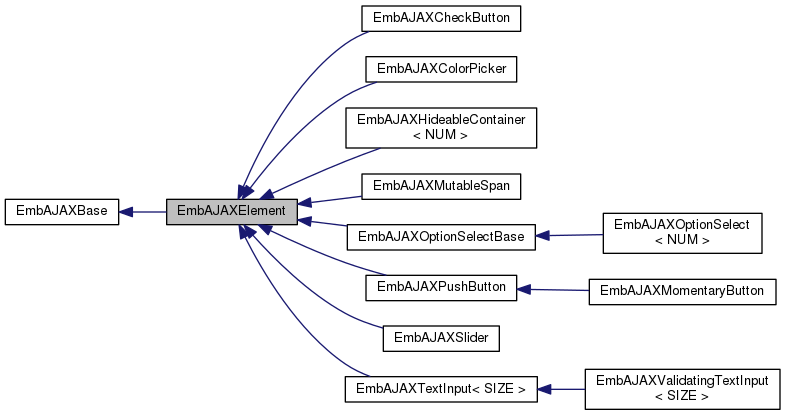 EmbAJAXCheckButton
EmbAJAXColorPicker
EmbAJAXHideableContainer
< NUM >
EmbAJAXMutableSpan
EmbAJAXBase
EmbAJAXElement
EmbAJAXOptionSelectBase
EmbAJAXOptionSelect
< NUM >
EmbAJAXPushButton
EmbAJAXMomentaryButton
EmbAJAXSlider
EmbAJAXTextInput< SIZE >
EmbAJAXValidatingTextInput
< SIZE >